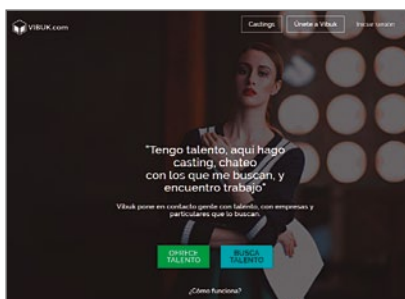 VIBUK.com
Castings
Únete a Vibuk
Iniciar sesión
"Tengo talento, aquí hago
casting, chateo
con los que me buscan, y
encuentro trabajo"
Vibuk pone en contacto gente con talento, con empresas y
particulares que lo buscan.
OFRECE
TALENTO
BUSCA
TALENTO
¿Cómo funciona?